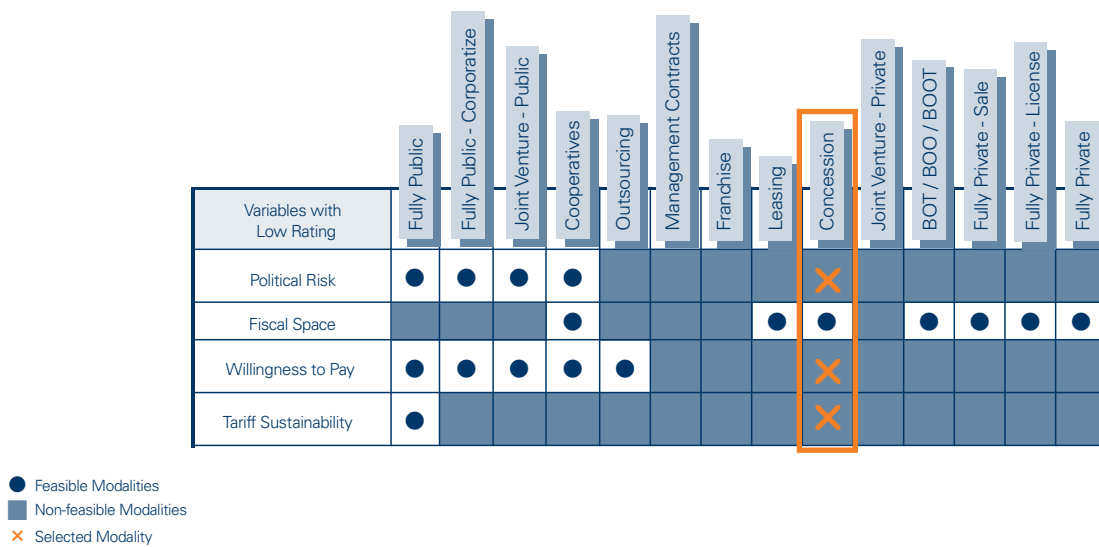 Fully Public
Fully Public - Corporatize
Joint Venture - Public
Cooperatives
Outsourcing
Management Contracts
Franchise
Leasing
Concession
Joint Venture - Private
BOT / BOO / BOOT
Fully Private - Sale
Fully Private - License
Fully Private
Variables with
Low Rating
Political Risk
Fiscal Space
Willingness to Pay
Tariff Sustainability
Feasible Modalities
Non-feasible Modalities
Selected Modality